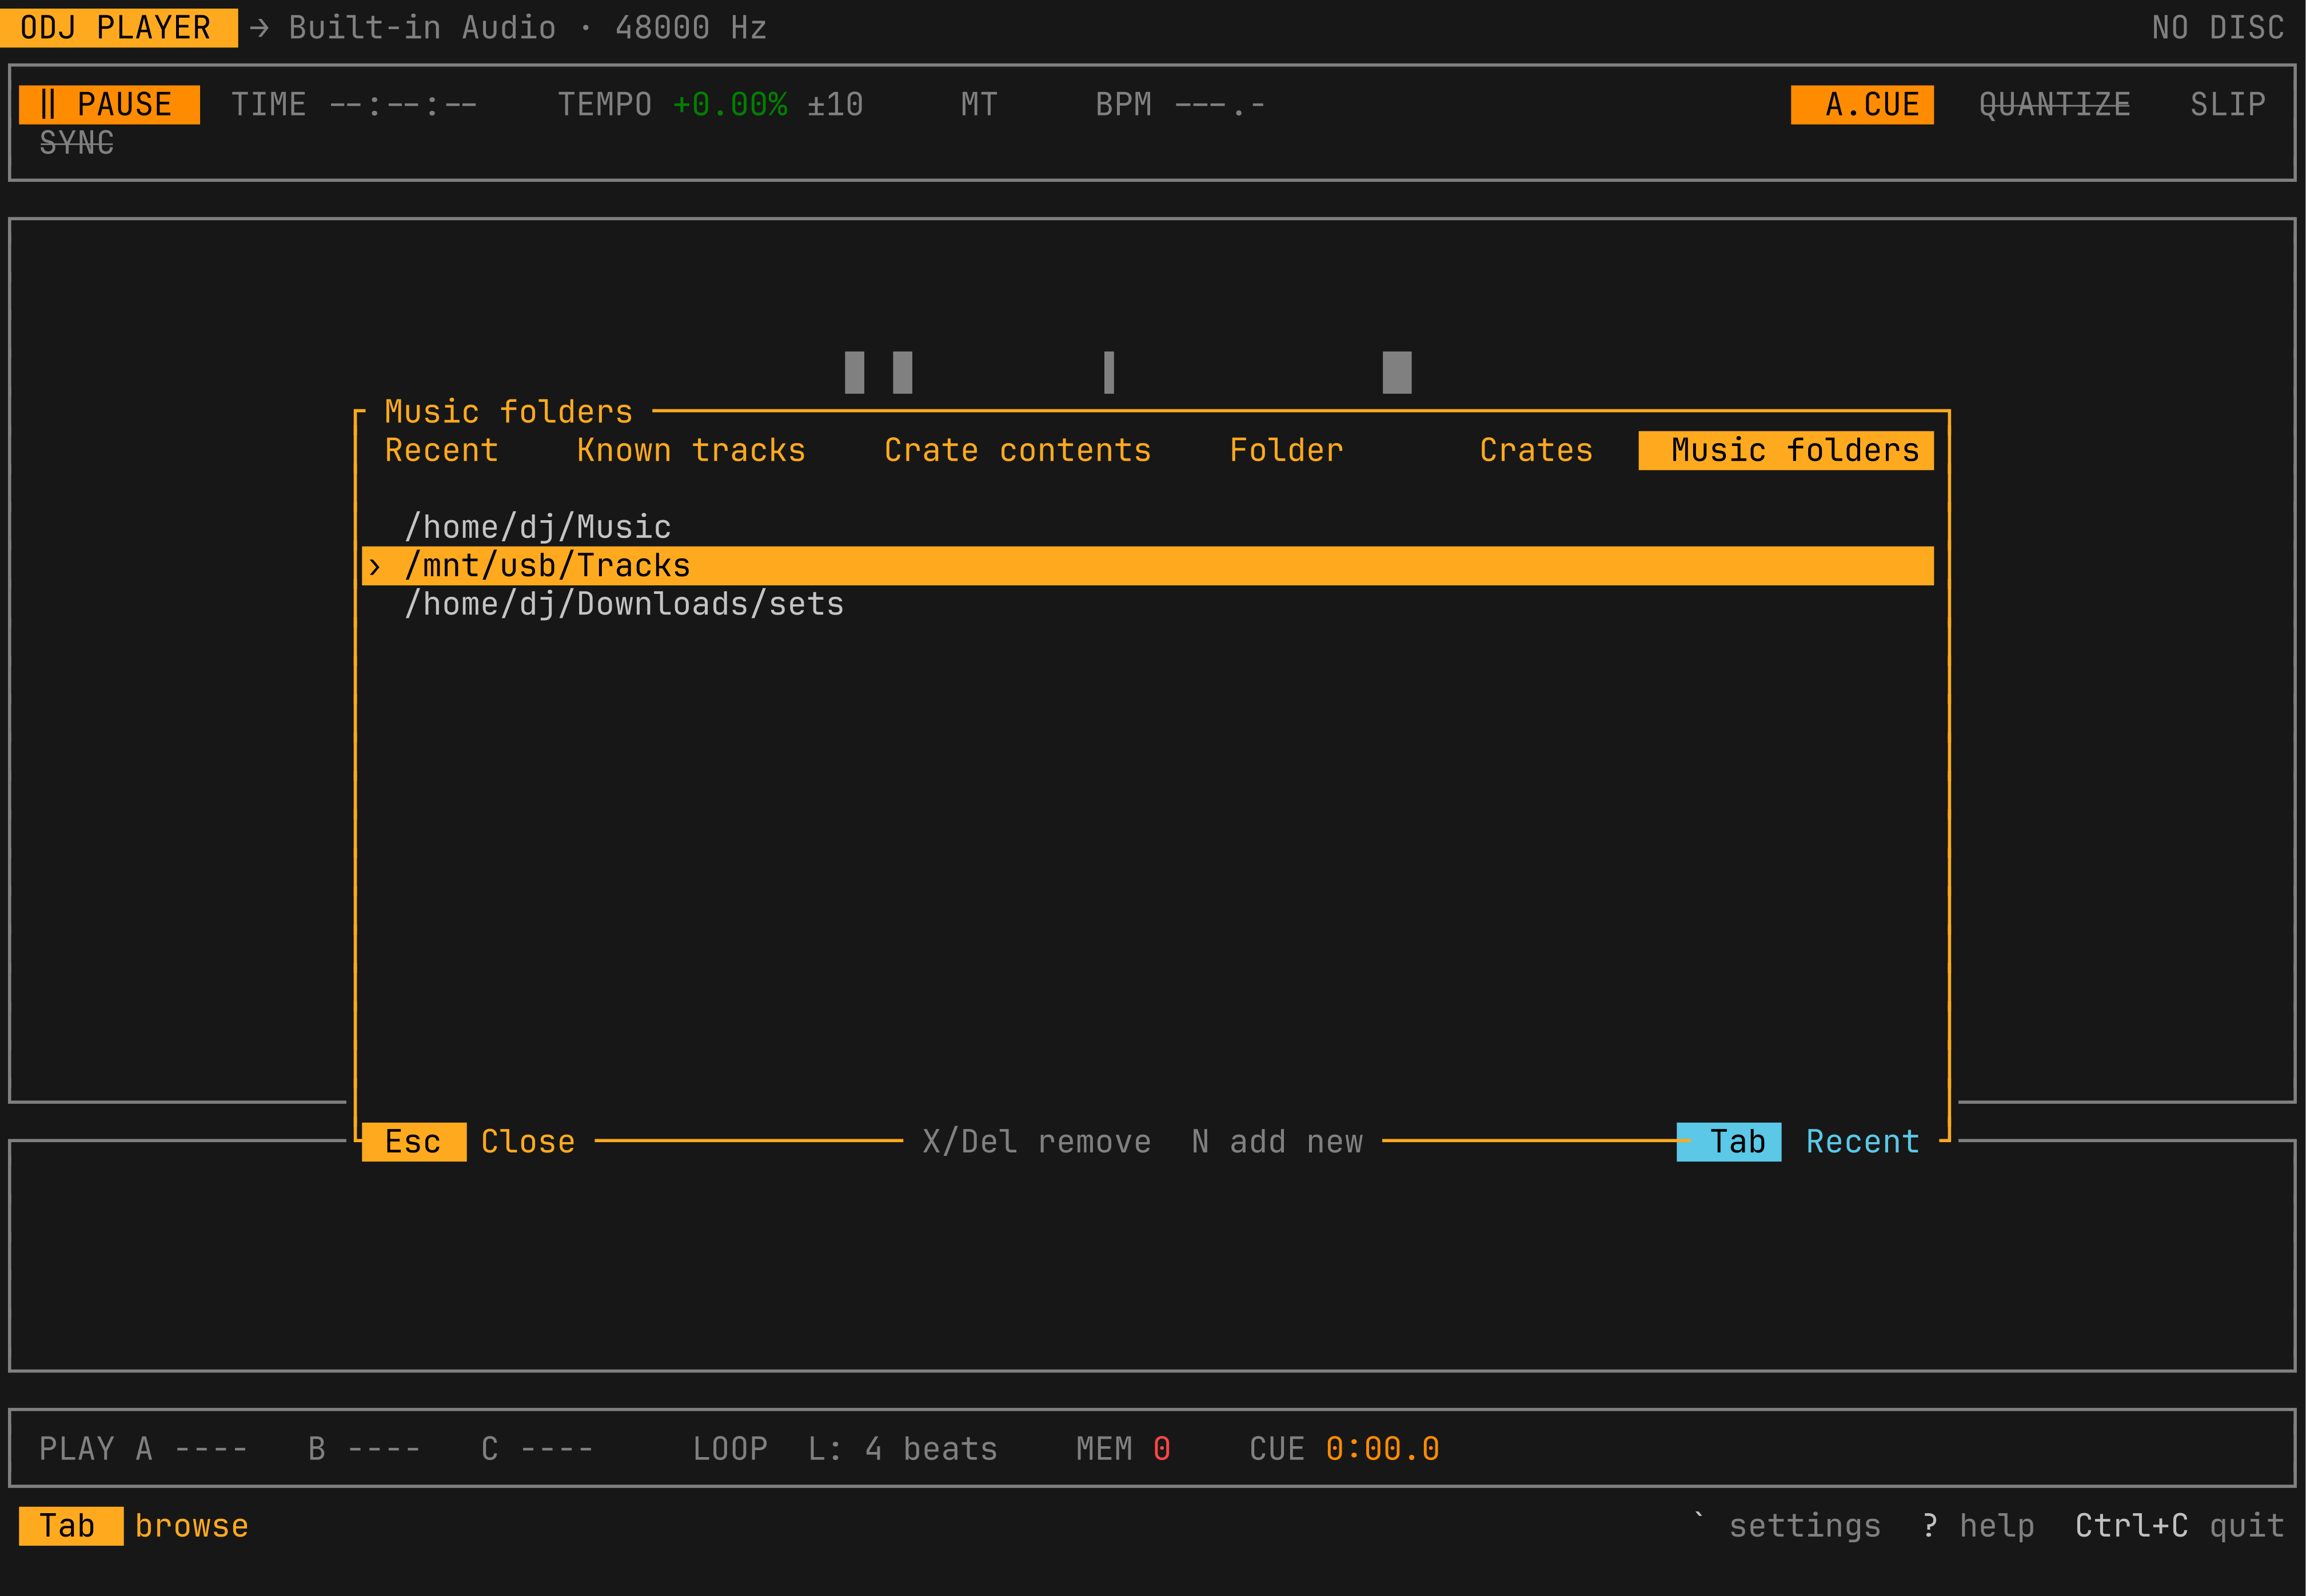 ODJ PLAYER → Built-in Audio · 48000 Hz NO DISC
‖ PAUSE TIME --:--:-- TEMPO +0.00% ±10 MT BPM ---.- A.CUE QUANTIZE SLIP
SYNC
Music folders
Recent Known tracks Crate contents Folder Crates Music folders
/home/dj/Music
› /mnt/usb/Tracks
/home/dj/Downloads/sets
Esc Close X/Del remove N add new Tab Recent
PLAY A ---- B ---- C ---- LOOP L: 4 beats MEM 0 CUE 0:00.0
Tab browse ` settings ? help Ctrl+C quit